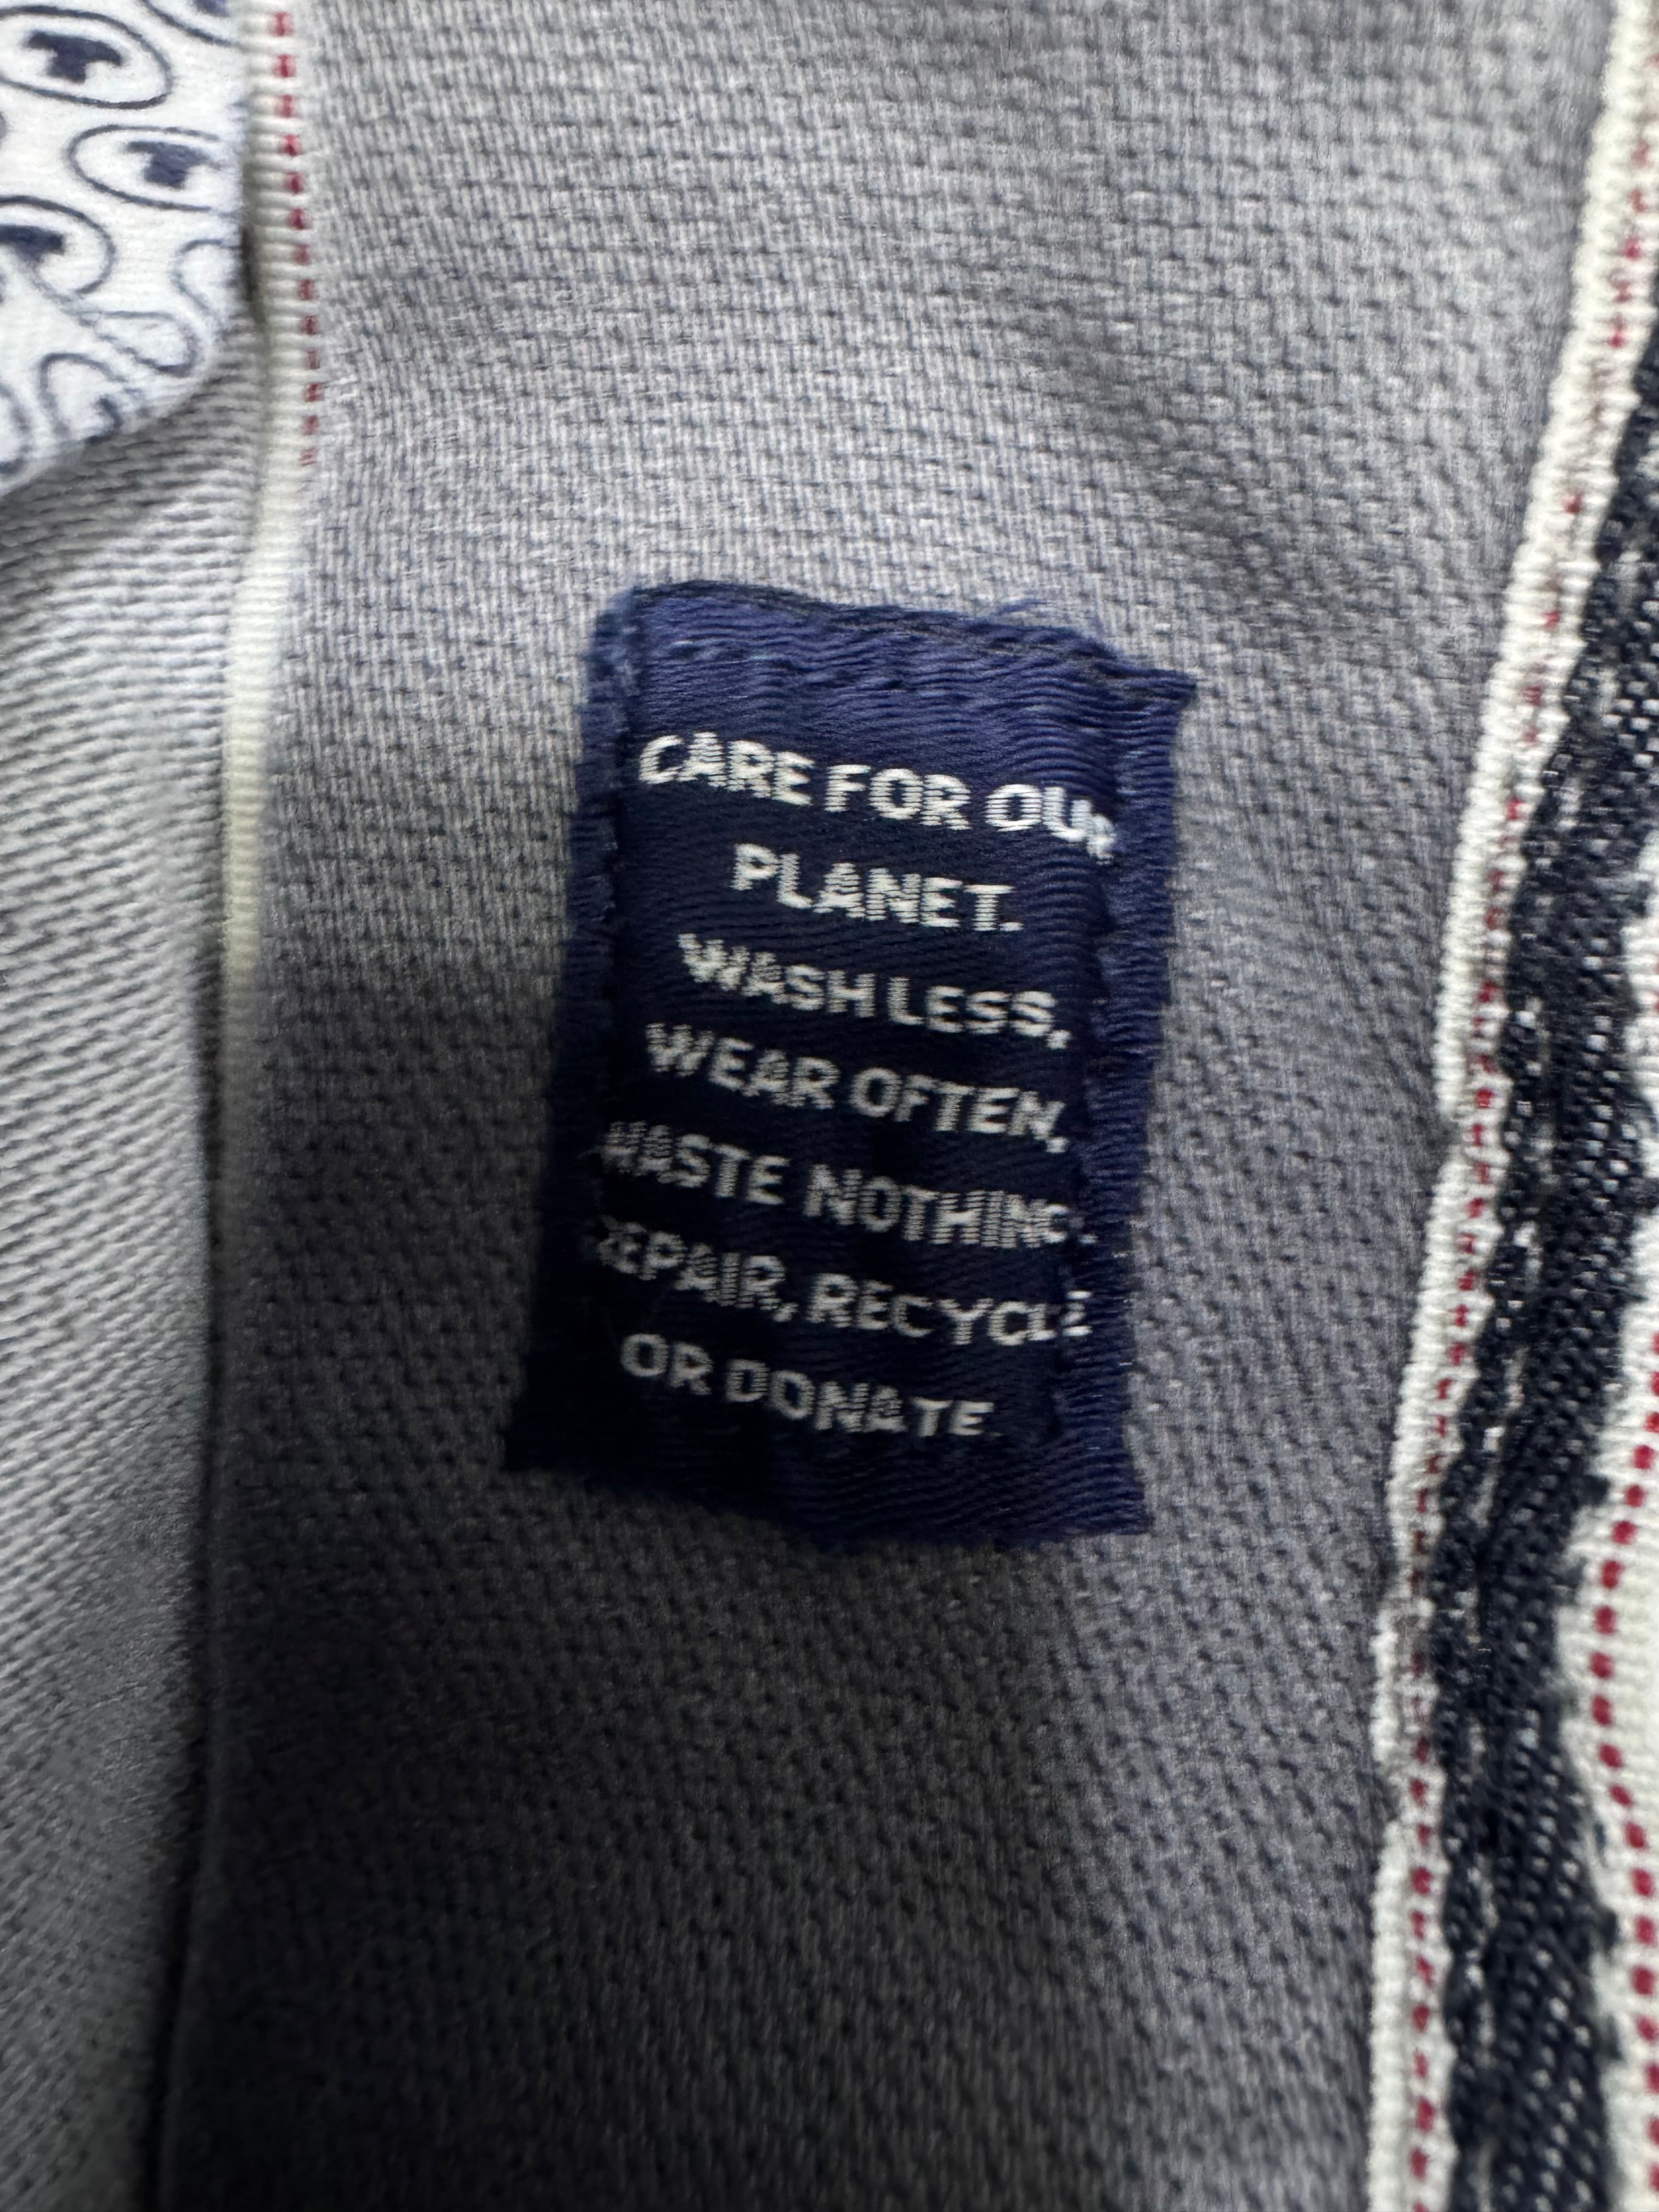 CARE FOR OUR
PLANET.
WASH LESS,
WEAR OFTEN,
WASTE NOTHING.
REPAIR, RECYCLE
OR DONATE.